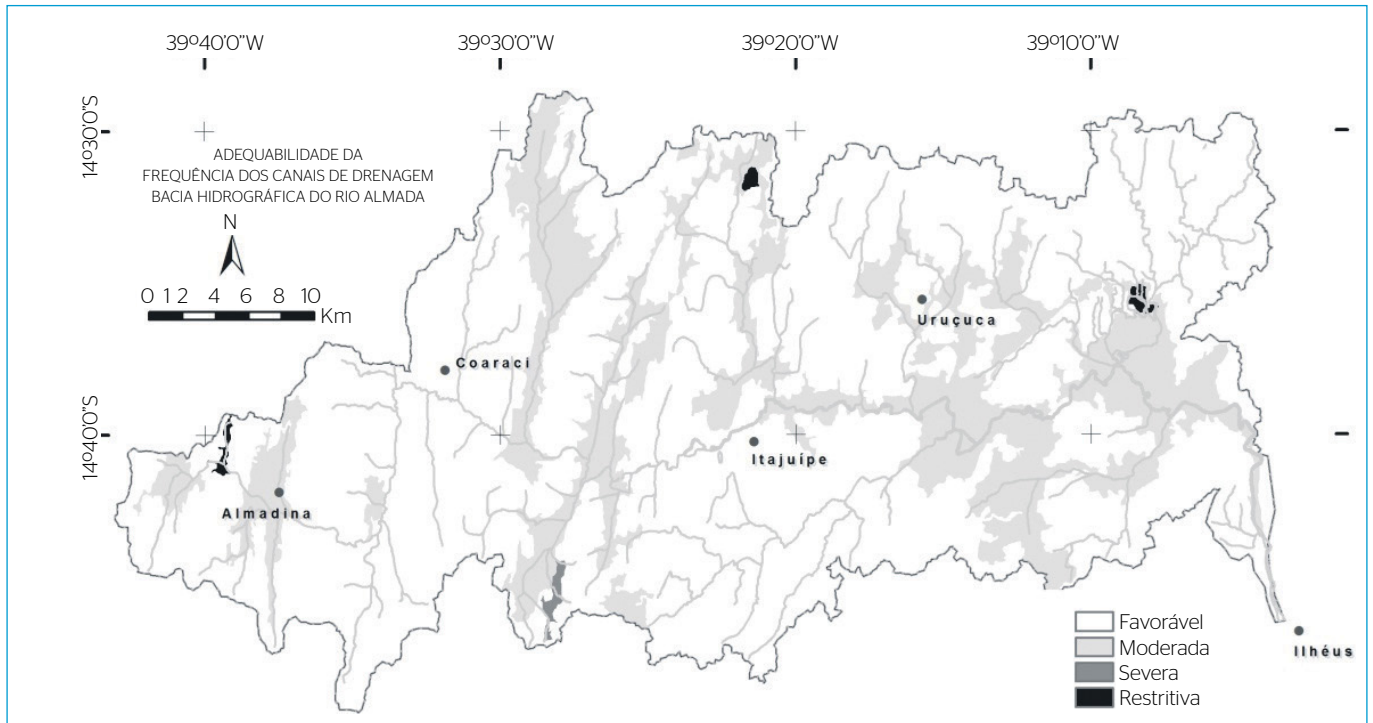 39º40'0"W 39º30'0"W 39º20'0"W 39º10'0"W
14º30'0"S
ADEQUABILIDADE DA
FREQUÊNCIA DOS CANAIS DE DRENAGEM
BACIA HIDROGRÁFICA DO RIO ALMADA
N
0 1 2 4 6 8 10
Km
Uruçuca
Coaraci
14º40'0"S
Itajuípe
Almadina
Favorável
Moderada
Severa
Restritiva
Ilhéus